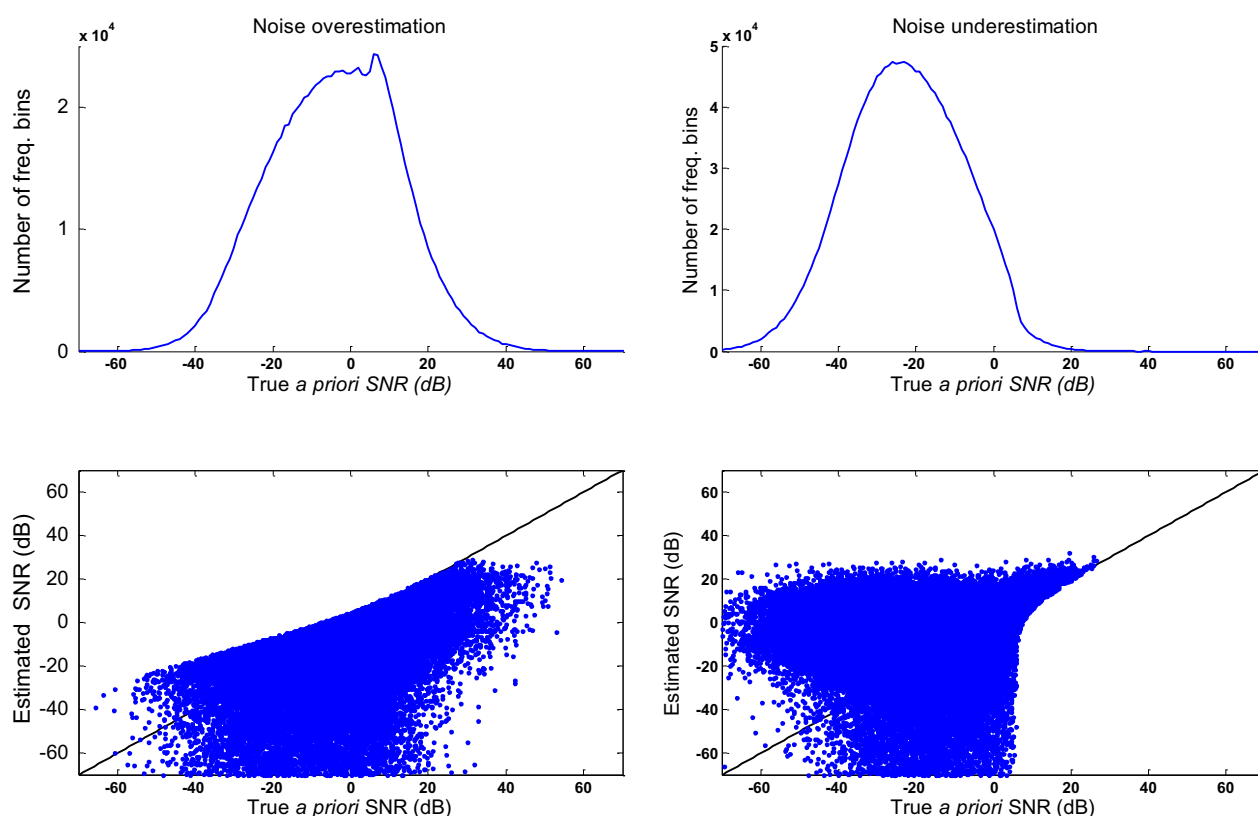 Noise overestimation
x 10^4
Number of freq. bins
2
1
0
-60 -40 -20 0 20 40 60
True a priori SNR (dB)
Noise underestimation
x 10^4
Number of freq. bins
5
4
3
2
1
0
-60 -40 -20 0 20 40 60
True a priori SNR (dB)
Estimated SNR (dB)
60
40
20
0
-20
-40
-60
-60 -40 -20 0 20 40 60
True a priori SNR (dB)
Estimated SNR (dB)
60
40
20
0
-20
-40
-60
-60 -40 -20 0 20 40 60
True a priori SNR (dB)